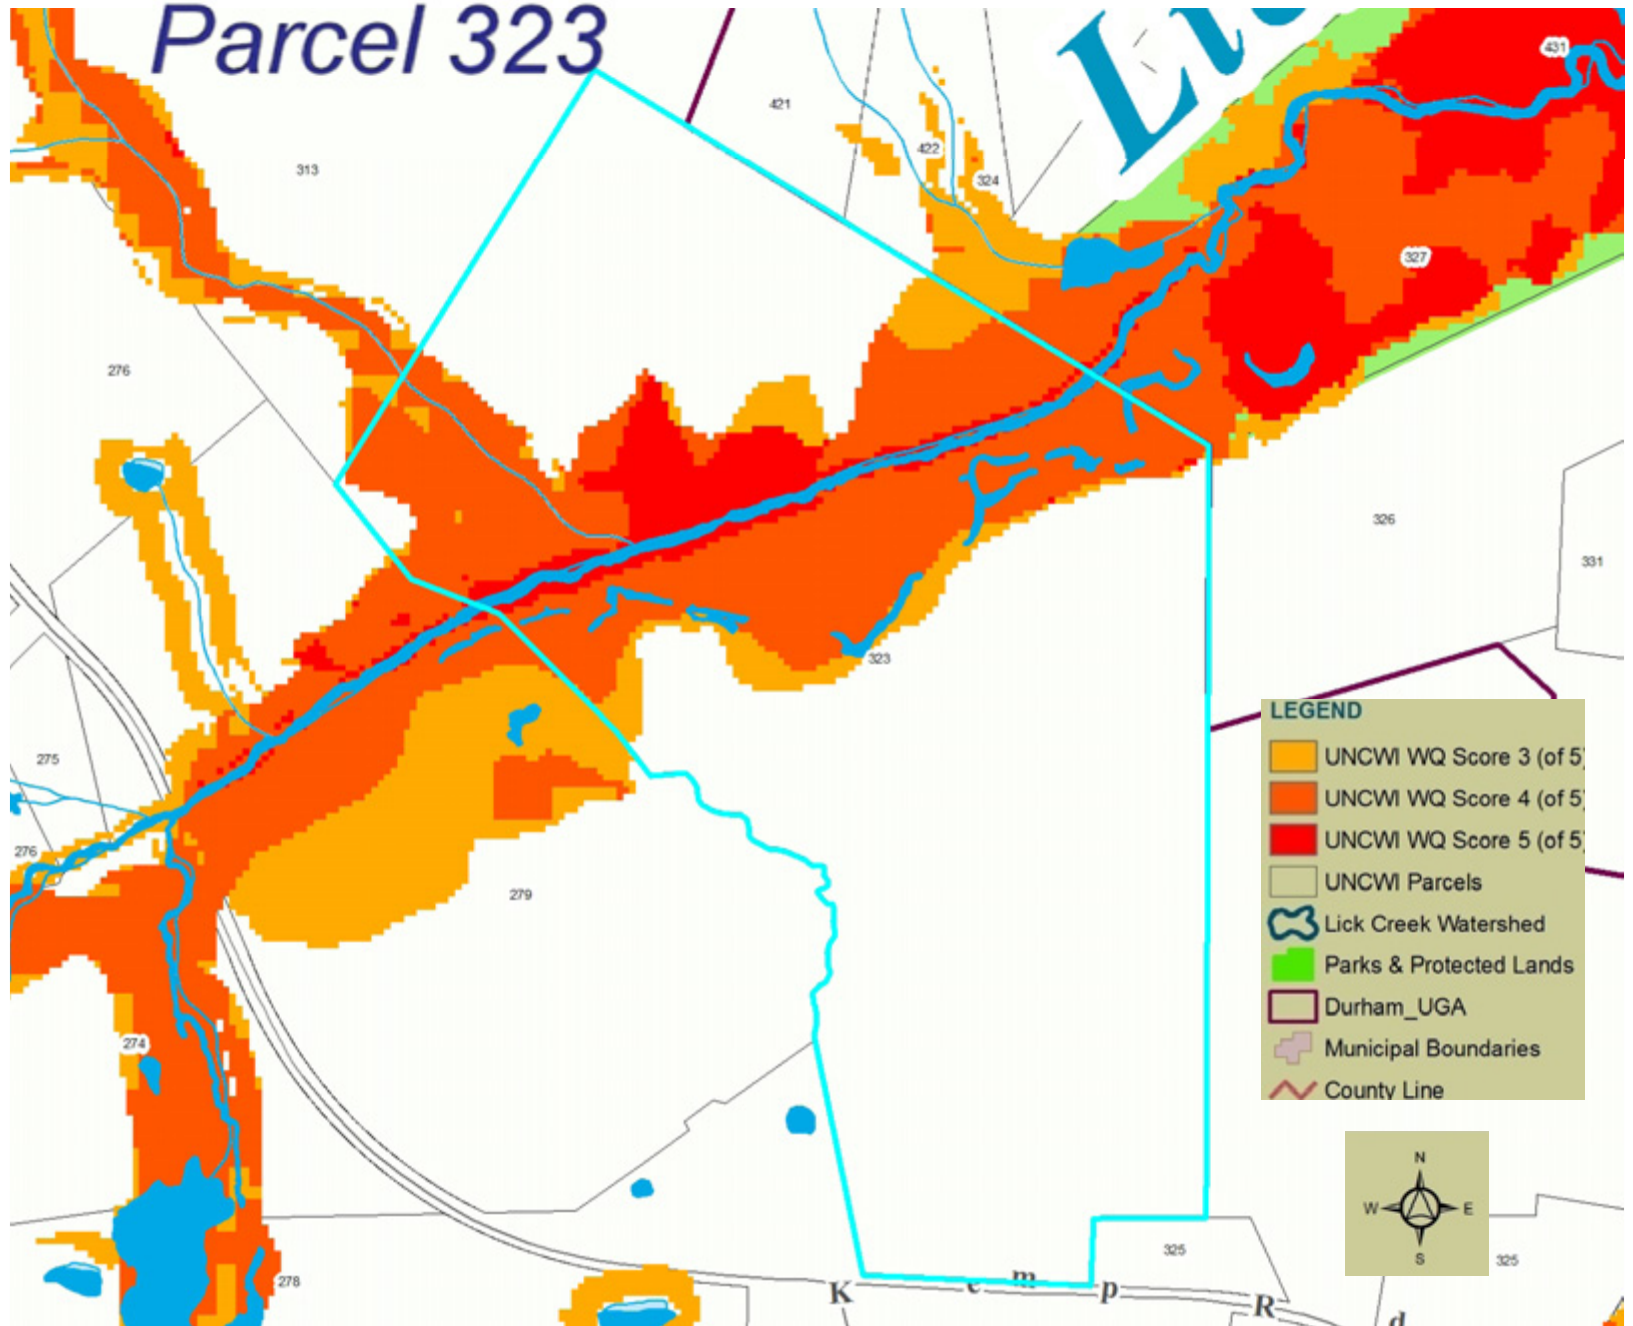 Parcel 323
Lic
431
421
422
313
324
327
276
326
331
323
275
276
279
274
278
325
325
K e m p R d
LEGEND
UNCWI WQ Score 3 (of 5)
UNCWI WQ Score 4 (of 5)
UNCWI WQ Score 5 (of 5)
UNCWI Parcels
Lick Creek Watershed
Parks & Protected Lands
Durham_UGA
Municipal Boundaries
County Line
N
W E
S